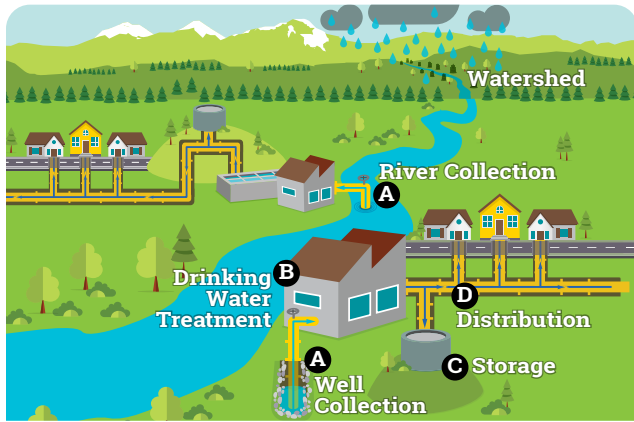 Watershed
River Collection
A
B
Drinking
Water
Treatment
D
Distribution
A
Well
Collection
C Storage